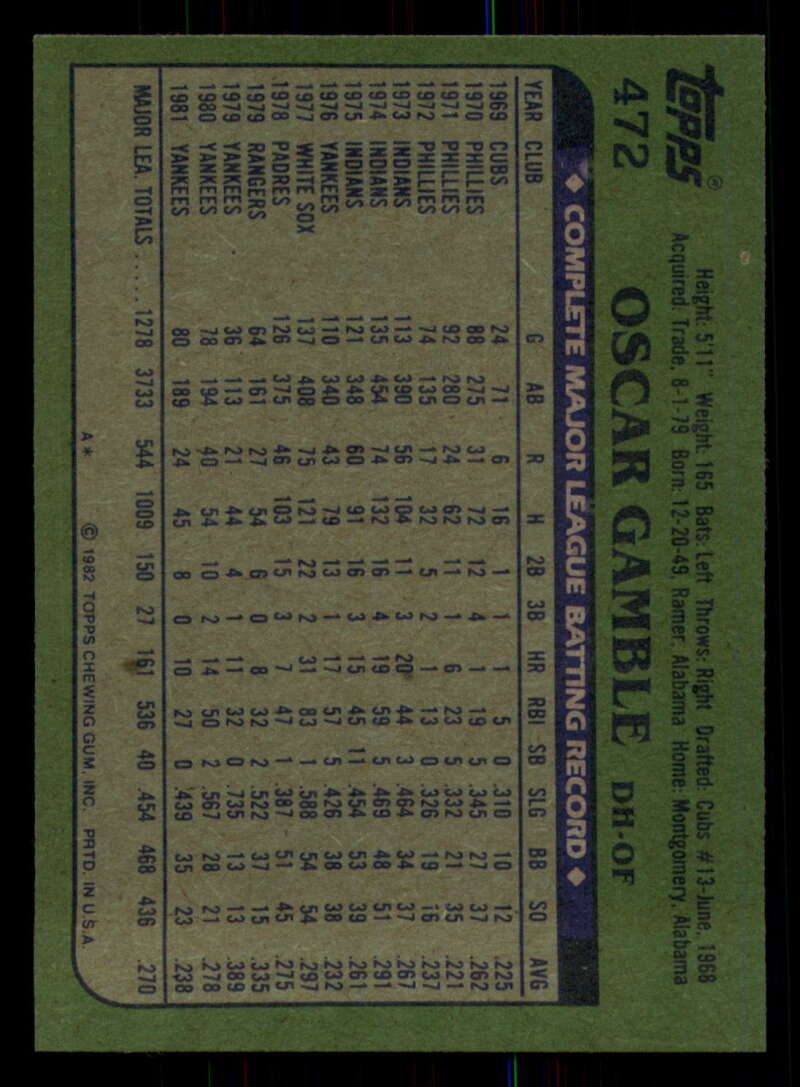 Topps®
472
Height: 5'11" Weight: 165 Bats: Left Throws: Right Drafted: Cubs #13-June, 1968
Acquired: Trade, 8-1-79 Born: 12-20-49, Ramer, Alabama Home: Montgomery, Alabama
OSCAR GAMBLE DH-OF
◆ COMPLETE MAJOR LEAGUE BATTING RECORD ◆
YEAR CLUB G AB R H 2B 3B HR RBI SB SLG BB SO AVG
1969 CUBS 24 71 6 16 1 1 1 5 0 .310 10 12 .225
1970 PHILLIES 88 275 31 72 12 4 1 19 5 .345 27 37 .262
1971 PHILLIES 92 280 24 62 11 1 6 23 5 .332 21 35 .221
1972 PHILLIES 74 135 17 32 5 2 1 13 0 .326 19 16 .237
1973 INDIANS 113 390 56 104 11 3 20 44 3 .464 34 37 .267
1974 INDIANS 135 454 74 132 16 4 19 59 5 .469 48 51 .291
1975 INDIANS 121 348 60 91 16 3 15 45 11 .454 53 39 .261
1976 YANKEES 110 340 43 79 13 1 17 57 5 .426 38 38 .232
1977 WHITE SOX 137 408 75 121 22 2 31 83 1 .588 54 54 .297
1978 PADRES 126 375 46 103 15 3 7 47 1 .387 51 45 .275
1979 RANGERS 64 161 27 54 6 0 8 32 2 .522 37 15 .335
1979 YANKEES 36 113 21 44 4 1 11 32 0 .735 13 13 .389
1980 YANKEES 78 194 40 54 10 2 14 50 2 .567 28 21 .278
1981 YANKEES 80 189 24 45 8 0 10 27 0 .439 35 23 .238
MAJOR LEA. TOTALS ..... 1278 3733 544 1009 150 27 161 536 40 .454 468 436 .270
A* © 1982 TOPPS CHEWING GUM, INC. PRTD. IN U.S.A.